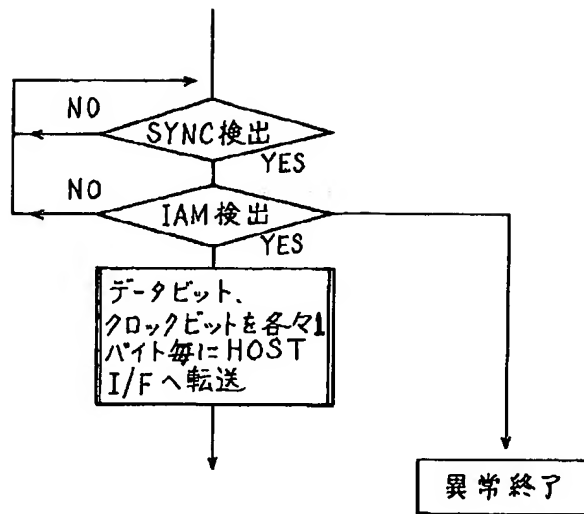 NO
SYNC検出
YES
NO
IAM検出
YES
データビット、
クロックビットを各々1
バイト毎にHOST
I/Fへ転送
異常終了